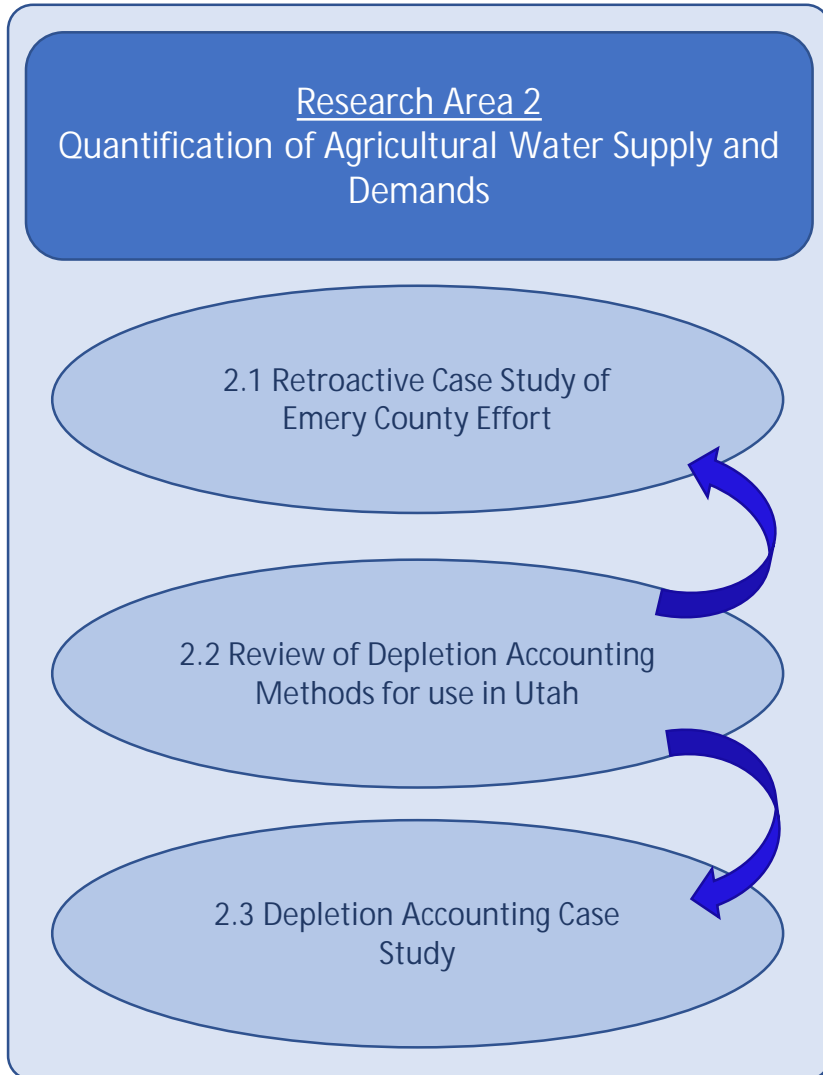 Research Area 2
Quantification of Agricultural Water Supply and
Demands
2.1 Retroactive Case Study of
Emery County Effort
2.2 Review of Depletion Accounting
Methods for use in Utah
2.3 Depletion Accounting Case
Study